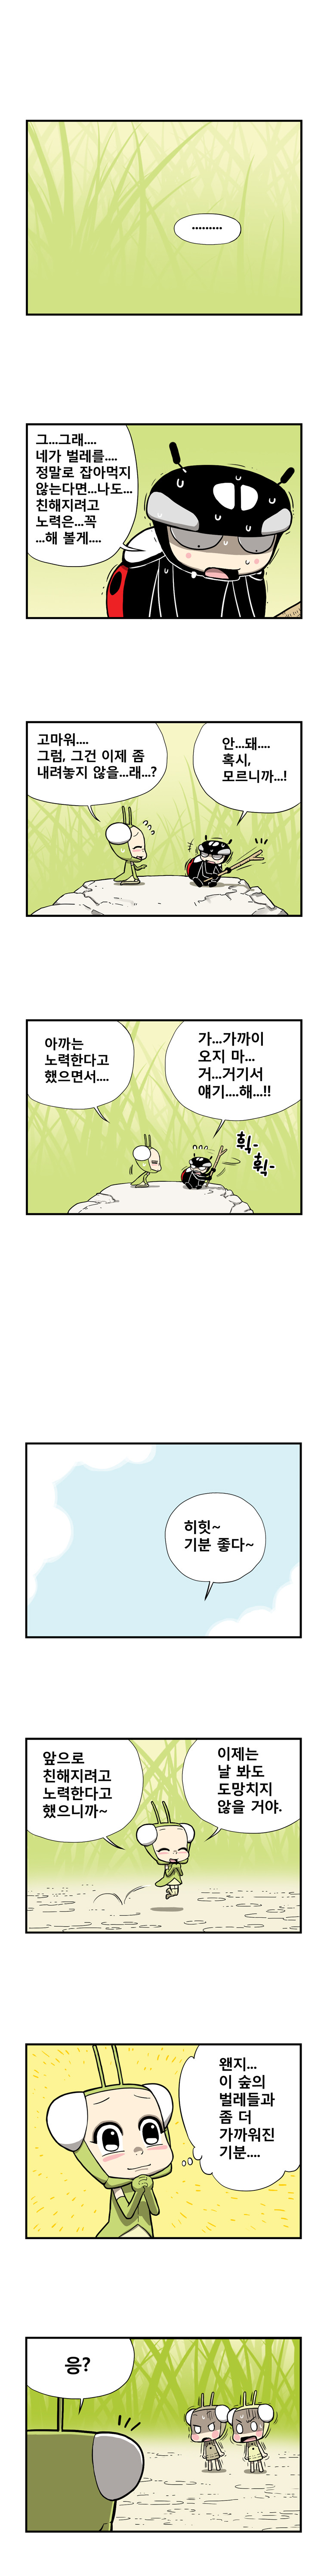 .........
그...그래....
네가 벌레를....
정말로 잡아먹지
않는다면...나도...
친해지려고
노력은...꼭
...해 볼게....
고마워....
그럼, 그건 이제 좀
내려놓지 않을...래...?
안...돼....
혹시,
모르니까...!
아까는
노력한다고
했으면서....
가...가까이
오지 마...
거...거기서
얘기....해...!!
휙-
휙-
히힛~
기분 좋다~
앞으로
친해지려고
노력한다고
했으니까~
이제는
날 봐도
도망치지
않을 거야.
왠지...
이 숲의
벌레들과
좀 더
가까워진
기분....
응?